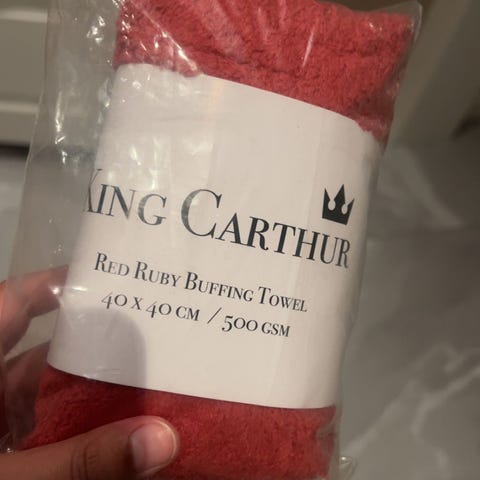 KING CARTHUR
RED RUBY BUFFING TOWEL
40 X 40 CM / 500 GSM